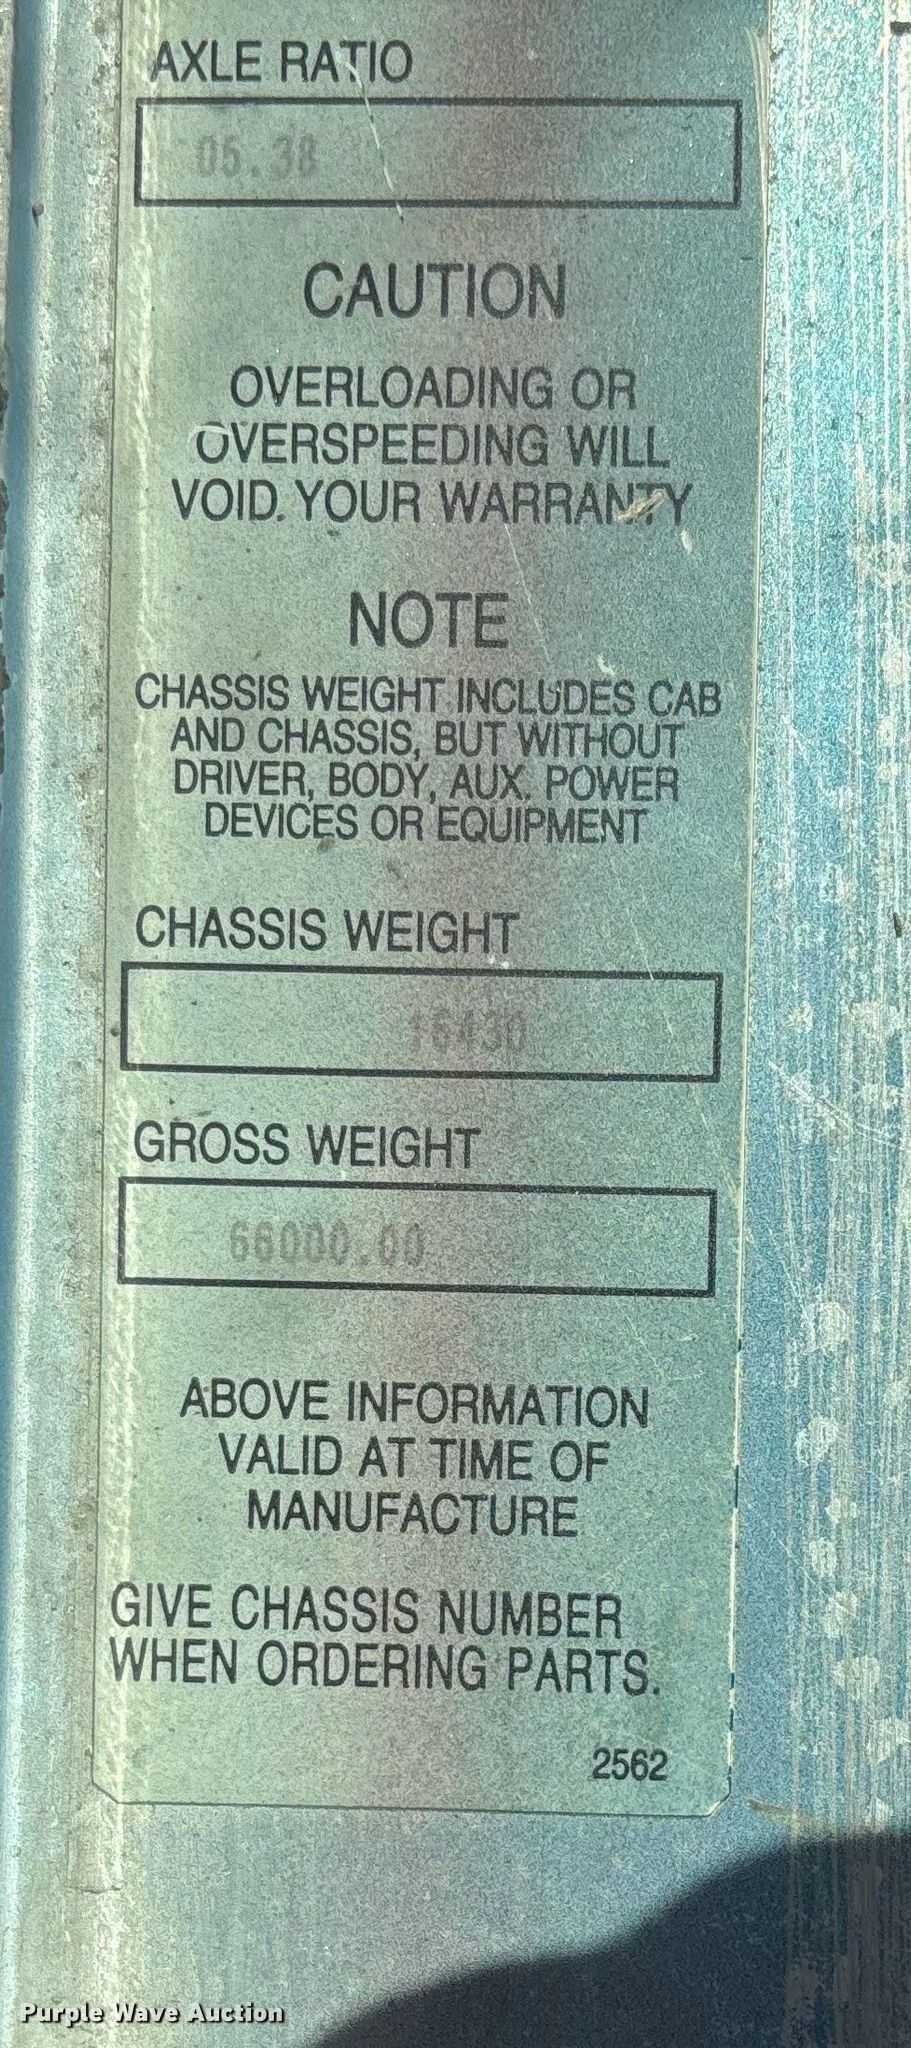 AXLE RATIO
05.38
CAUTION
OVERLOADING OR
OVERSPEEDING WILL
VOID YOUR WARRANTY
NOTE
CHASSIS WEIGHT INCLUDES CAB
AND CHASSIS, BUT WITHOUT
DRIVER, BODY, AUX. POWER
DEVICES OR EQUIPMENT
CHASSIS WEIGHT
16430
GROSS WEIGHT
66000.00
ABOVE INFORMATION
VALID AT TIME OF
MANUFACTURE
GIVE CHASSIS NUMBER
WHEN ORDERING PARTS.
2562
Purple Wave Auction